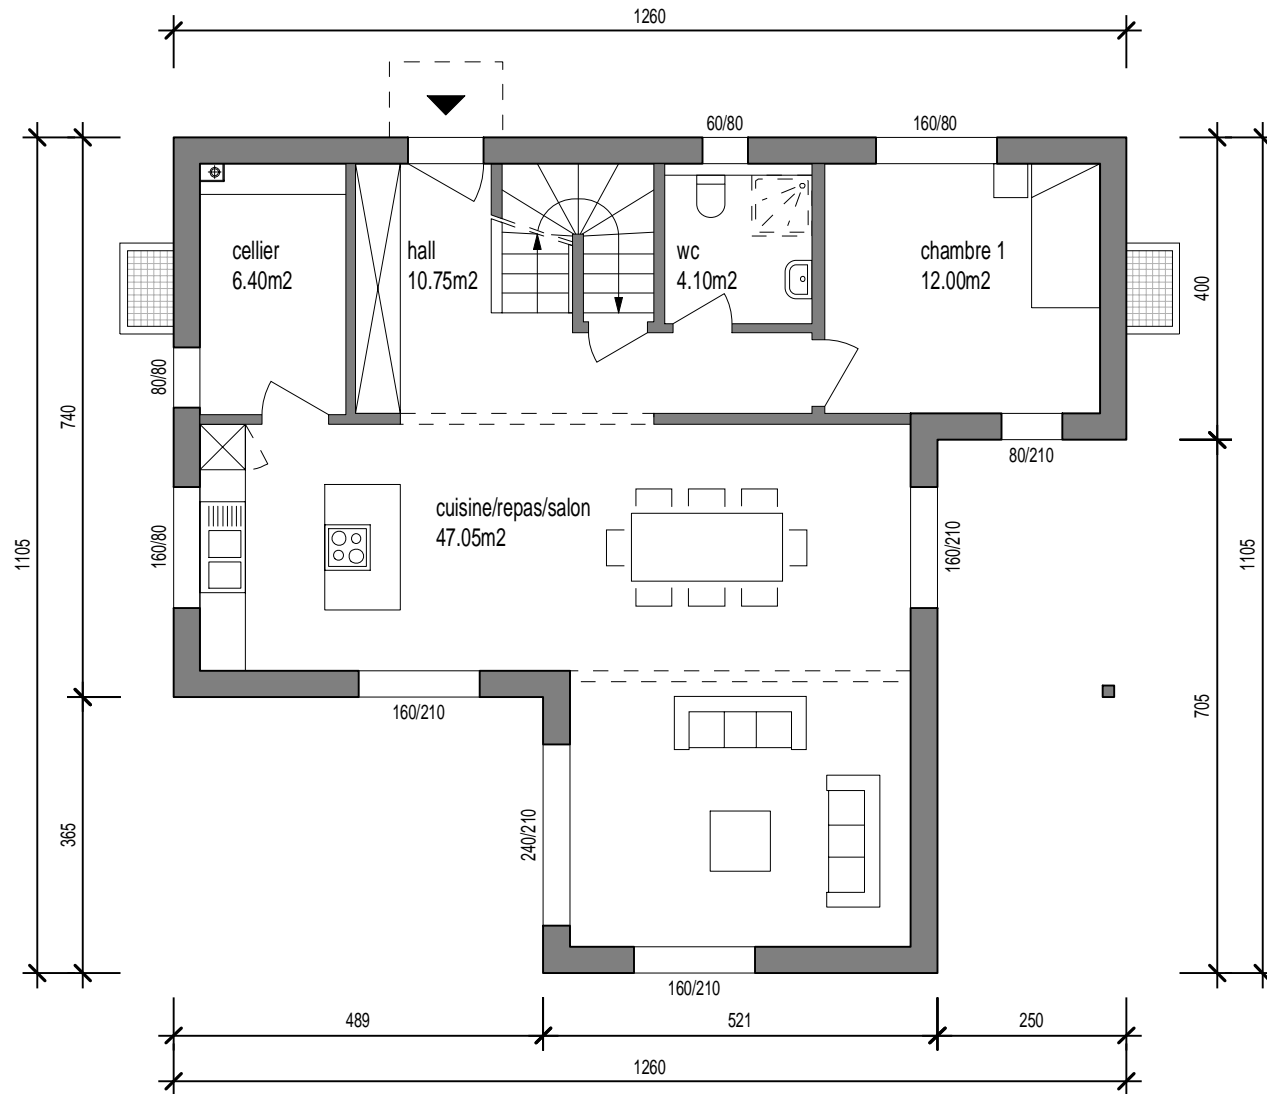 1260
60/80
160/80
cellier
6.40m2
hall
10.75m2
wc
4.10m2
chambre 1
12.00m2
400
80/80
740
80/210
cuisine/repas/salon
47.05m2
160/80
160/210
1105
1105
160/210
705
365
240/210
160/210
489
521
250
1260